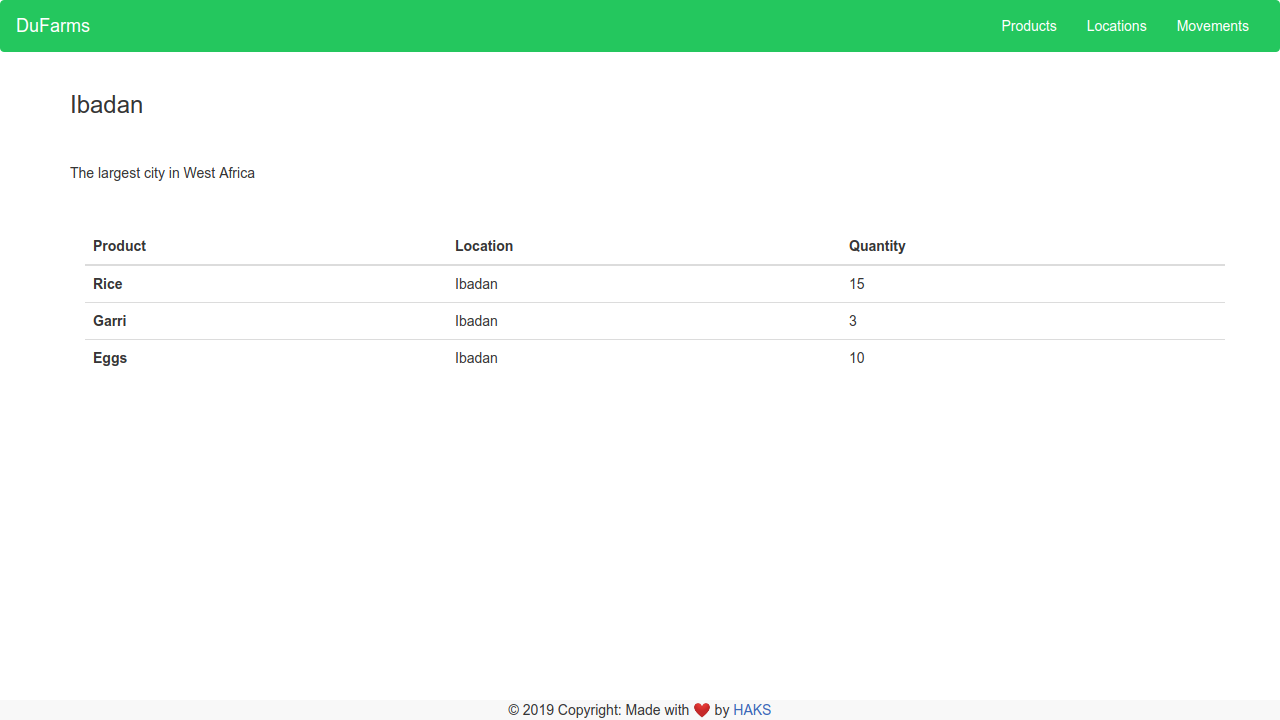 DuFarms Products Locations Movements
Ibadan
The largest city in West Africa
Product Location Quantity
Rice Ibadan 15
Garri Ibadan 3
Eggs Ibadan 10
© 2019 Copyright: Made with ❤️ by HAKS